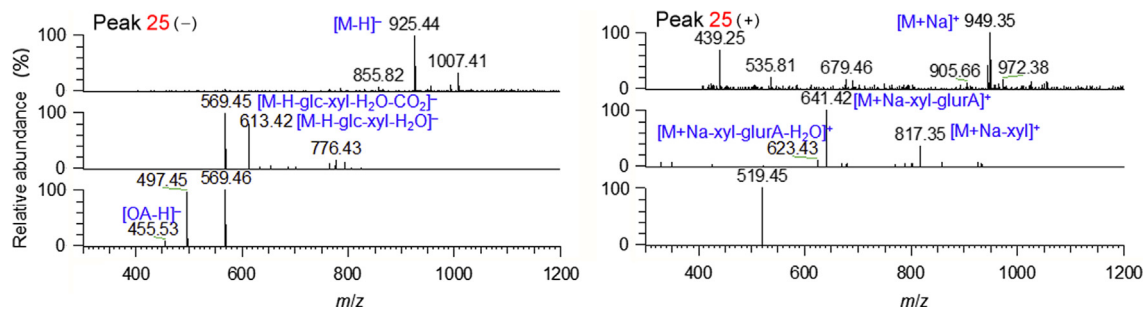 Peak 25 (−)
[M-H]⁻ 925.44
855.82
1007.41
100
0
569.45 [M-H-glc-xyl-H₂O-CO₂]⁻
613.42 [M-H-glc-xyl-H₂O]⁻
776.43
100
0
497.45
569.46
[OA-H]⁻
455.53
100
0
400 600 800 1000 1200
m/z
Relative abundance (%)
Peak 25 (+)
[M+Na]⁺ 949.35
439.25
535.81
679.46
905.66
972.38
100
0
641.42 [M+Na-xyl-glurA]⁺
[M+Na-xyl-glurA-H₂O]⁺
623.43
817.35 [M+Na-xyl]⁺
100
0
519.45
100
0
400 600 800 1000 1200
m/z